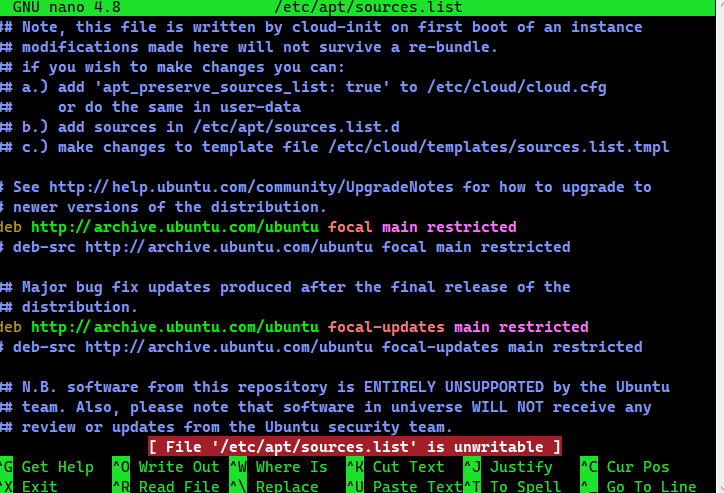 GNU nano 4.8 /etc/apt/sources.list
## Note, this file is written by cloud-init on first boot of an instance
## modifications made here will not survive a re-bundle.
## if you wish to make changes you can:
## a.) add 'apt_preserve_sources_list: true' to /etc/cloud/cloud.cfg
## or do the same in user-data
## b.) add sources in /etc/apt/sources.list.d
## c.) make changes to template file /etc/cloud/templates/sources.list.tmpl
# See http://help.ubuntu.com/community/UpgradeNotes for how to upgrade to
# newer versions of the distribution.
deb http://archive.ubuntu.com/ubuntu focal main restricted
# deb-src http://archive.ubuntu.com/ubuntu focal main restricted
## Major bug fix updates produced after the final release of the
## distribution.
deb http://archive.ubuntu.com/ubuntu focal-updates main restricted
# deb-src http://archive.ubuntu.com/ubuntu focal-updates main restricted
## N.B. software from this repository is ENTIRELY UNSUPPORTED by the Ubuntu
## team. Also, please note that software in universe WILL NOT receive any
## review or updates from the Ubuntu security team.
[ File '/etc/apt/sources.list' is unwritable ]
^G Get Help ^O Write Out ^W Where Is ^K Cut Text ^J Justify ^C Cur Pos
^X Exit ^R Read File ^\ Replace ^U Paste Text ^T To Spell ^_ Go To Line